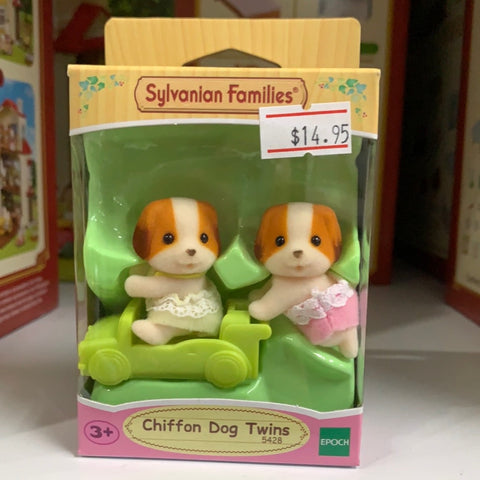 Sylvanian Families®
$14.95
3+
Chiffon Dog Twins
5428
EPOCH